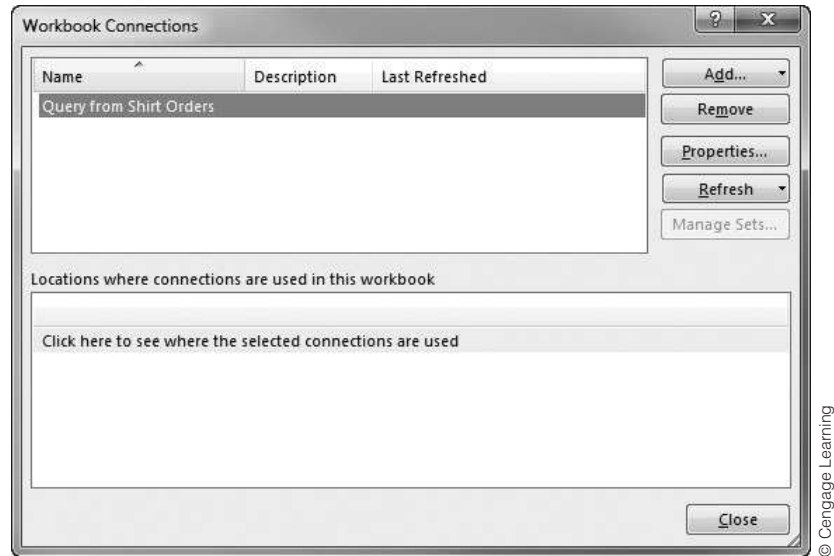 Workbook Connections
?
X
Name Description Last Refreshed
Query from Shirt Orders
Add...
Remove
Properties...
Refresh
Manage Sets...
Locations where connections are used in this workbook
Click here to see where the selected connections are used
Close
© Cengage Learning